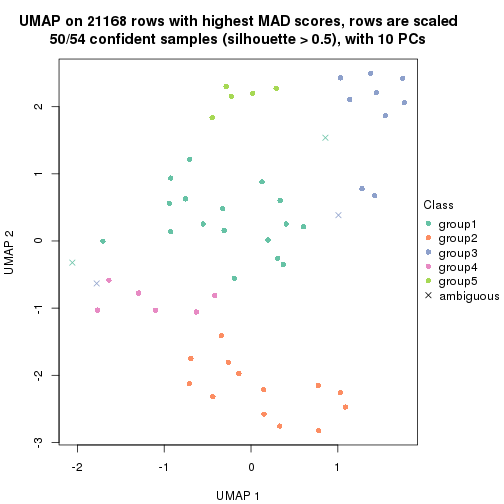 UMAP on 21168 rows with highest MAD scores, rows are scaled
50/54 confident samples (silhouette > 0.5), with 10 PCs
2
1
0
-1
-2
-3
UMAP 2
-2
-1
0
1
UMAP 1
Class
group1
group2
group3
group4
group5
ambiguous